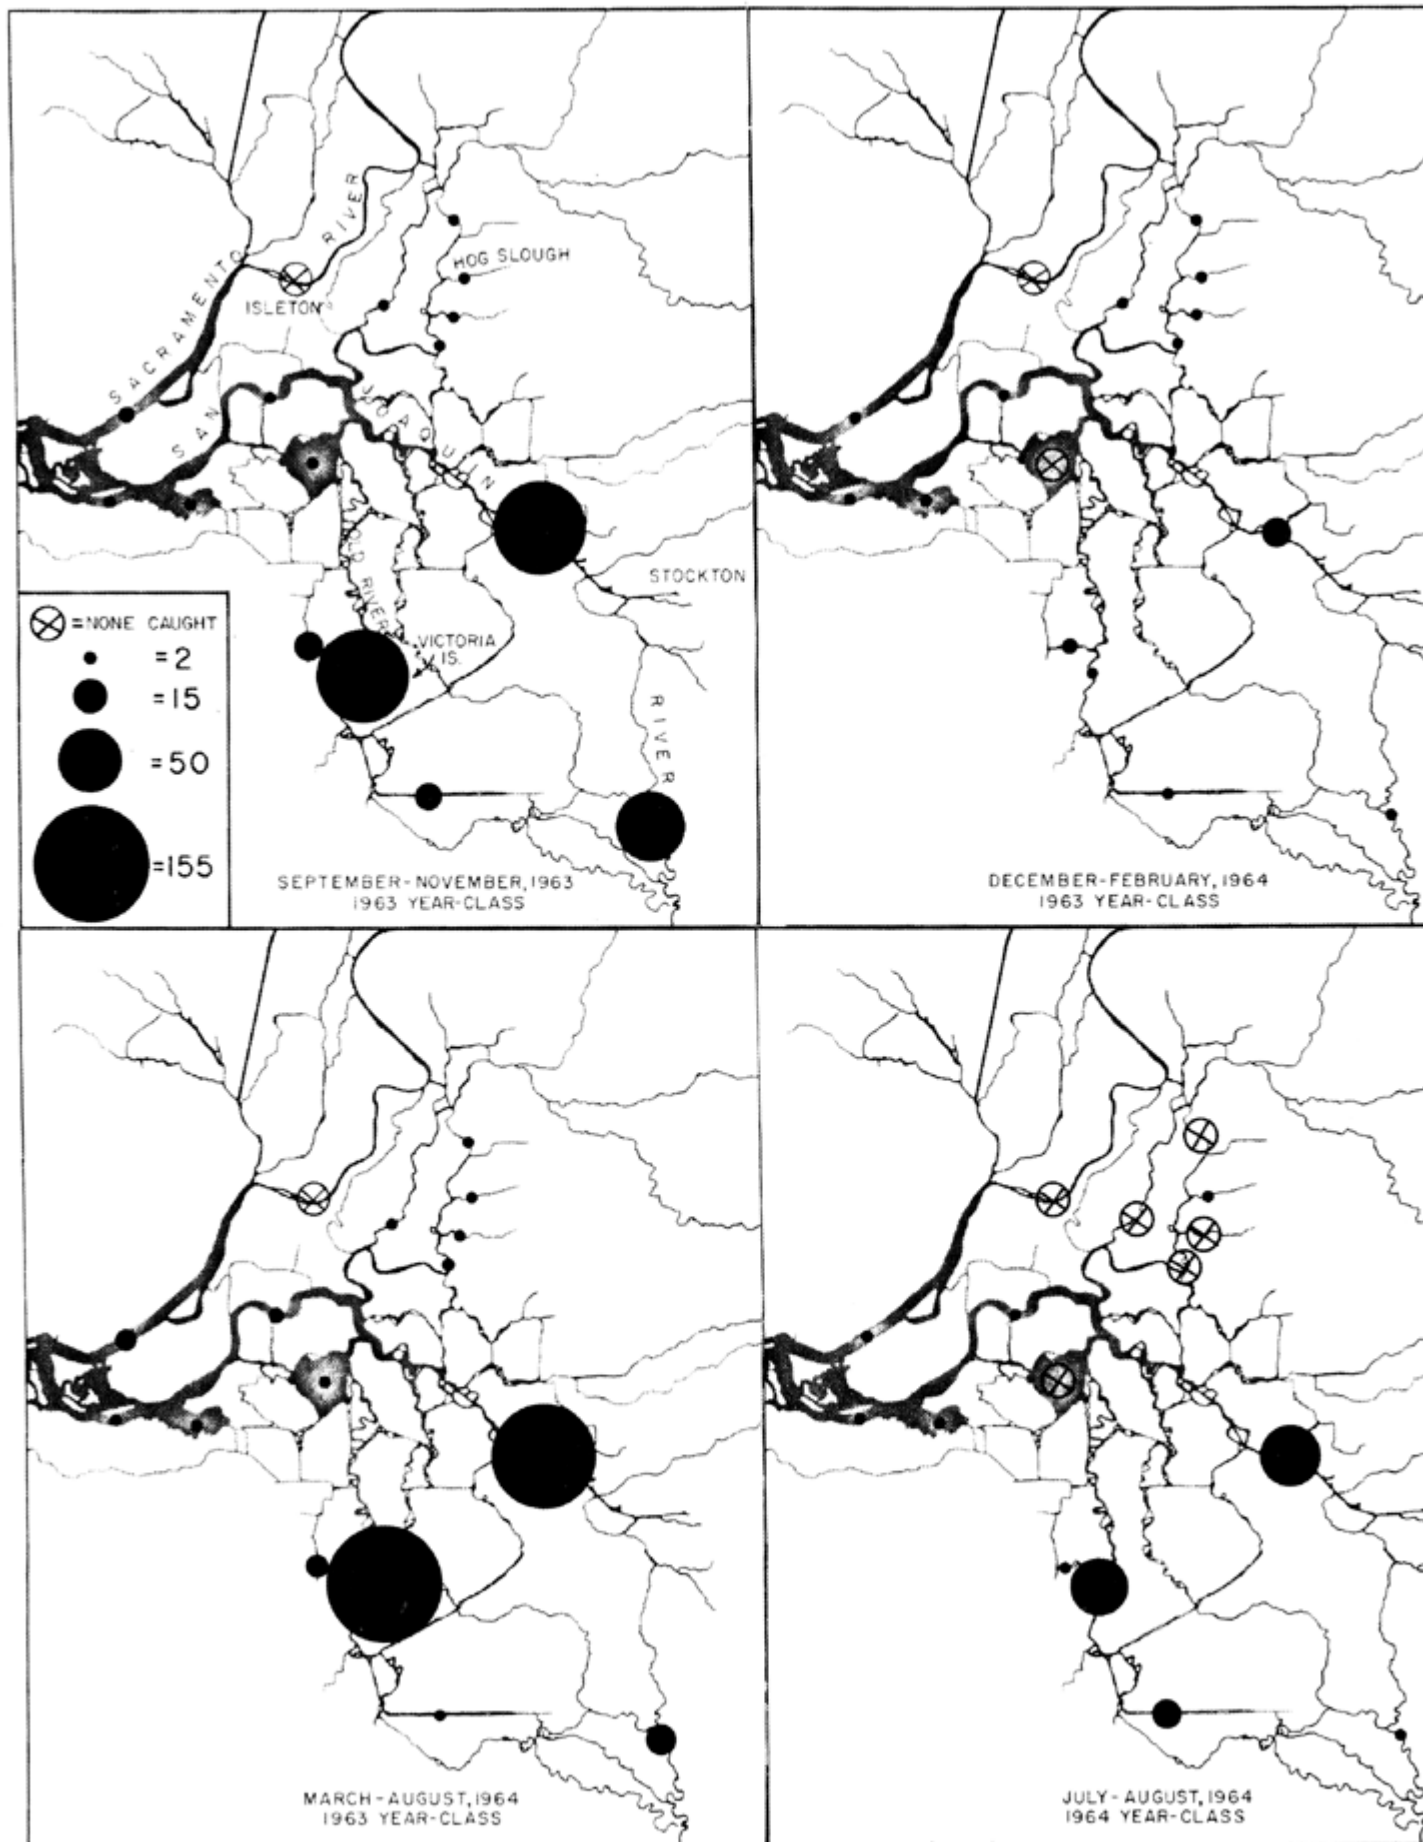 SACRAMENTO RIVER
HOG SLOUGH
ISLETON
SAN JOAQUIN
OLD RIVER
STOCKTON
VICTORIA
IS.
RIVER
=NONE CAUGHT
=2
=15
=50
=155
SEPTEMBER-NOVEMBER, 1963
1963 YEAR-CLASS
DECEMBER-FEBRUARY, 1964
1963 YEAR-CLASS
MARCH-AUGUST, 1964
1963 YEAR-CLASS
JULY-AUGUST, 1964
1964 YEAR-CLASS